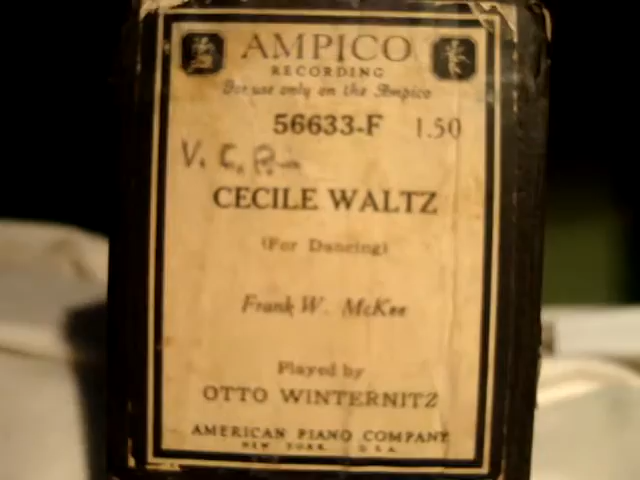 AMPICO
RECORDING
For use only on the Ampico
56633-F 1.50
V. C.
CECILE WALTZ
(For Dancing)
Frank W. McKee
Played by
OTTO WINTERNITZ
AMERICAN PIANO COMPANY
NEW YORK U.S.A.